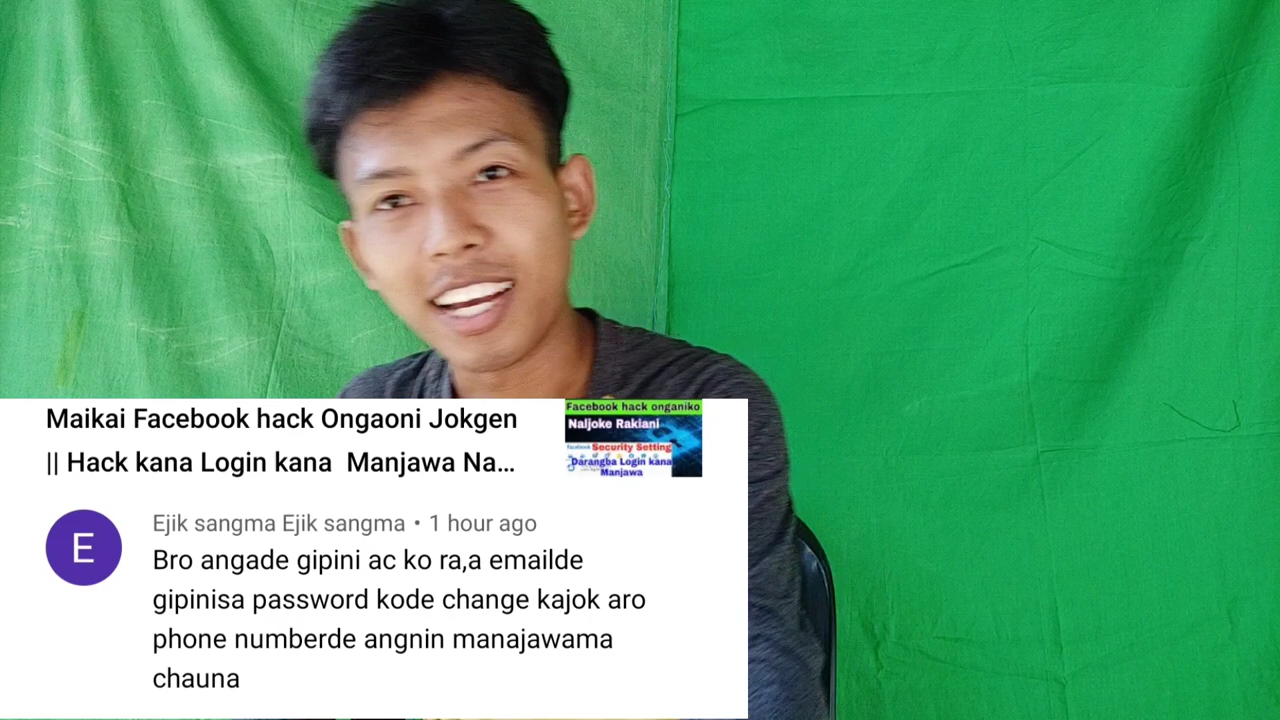 Maikai Facebook hack Ongaoni Jokgen
|| Hack kana Login kana Manjawa Na...
Facebook hack onganiko
Naljoke Rakiani
Facebook Security Setting
Darangba Login kana
Manjawa
E
Ejik sangma Ejik sangma • 1 hour ago
Bro angade gipini ac ko ra,a emailde
gipinisa password kode change kajok aro
phone numberde angnin manajawama
chauna